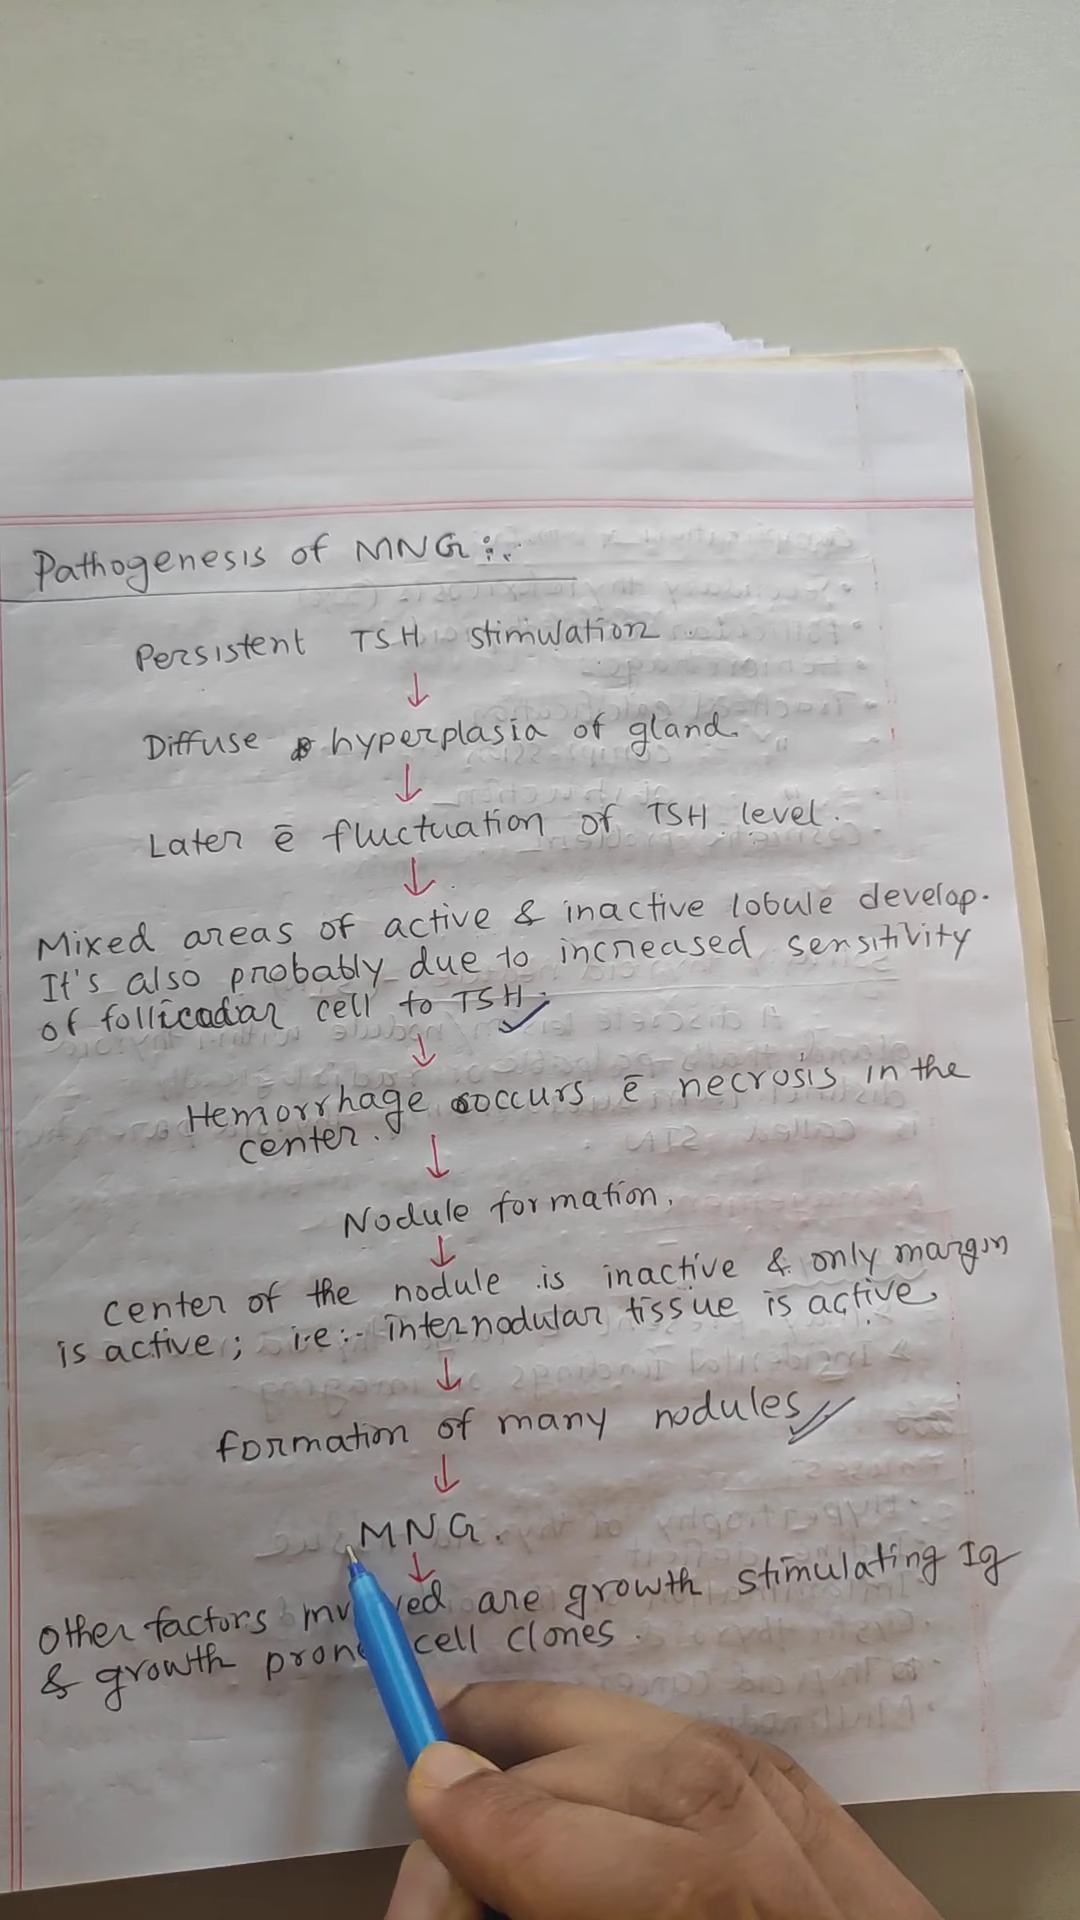 Pathogenesis of MNG:-
Persistent TSH stimulation
↓
Diffuse hyperplasia of gland.
↓
Later ē fluctuation of TSH level.
↓
Mixed areas of active & inactive lobule develop.
It's also probably due to increased sensitivity
of follicular cell to TSH.
↓
Hemorrhage occurs ē necrosis in the
center.
↓
Nodule formation.
↓
center of the nodule is inactive & only margin
is active; i.e:- internodular tissue is active.
↓
formation of many nodules
↓
MNG.
↓
other factors are growth stimulating Ig
& growth cell clones.